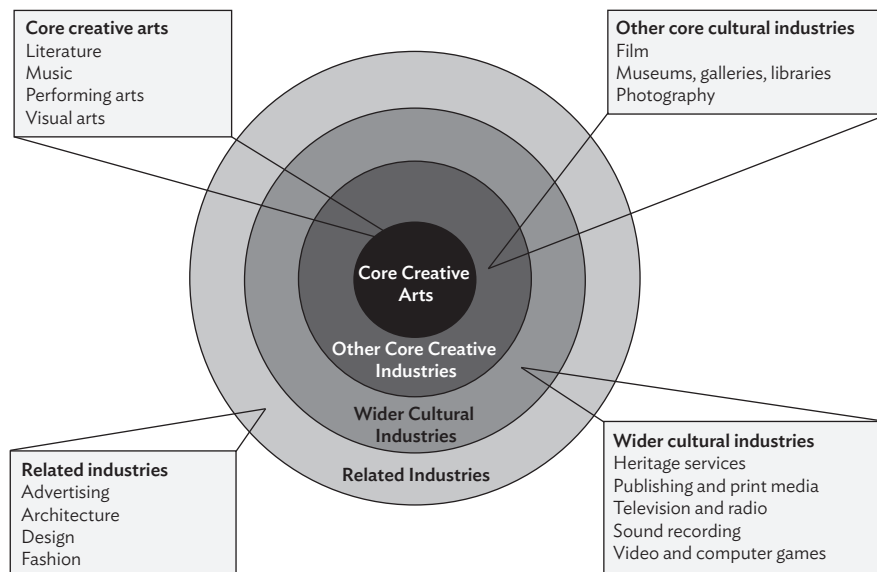 Core creative arts
Literature
Music
Performing arts
Visual arts
Other core cultural industries
Film
Museums, galleries, libraries
Photography
Core Creative
Arts
Other Core Creative
Industries
Wider Cultural
Industries
Related Industries
Related industries
Advertising
Architecture
Design
Fashion
Wider cultural industries
Heritage services
Publishing and print media
Television and radio
Sound recording
Video and computer games